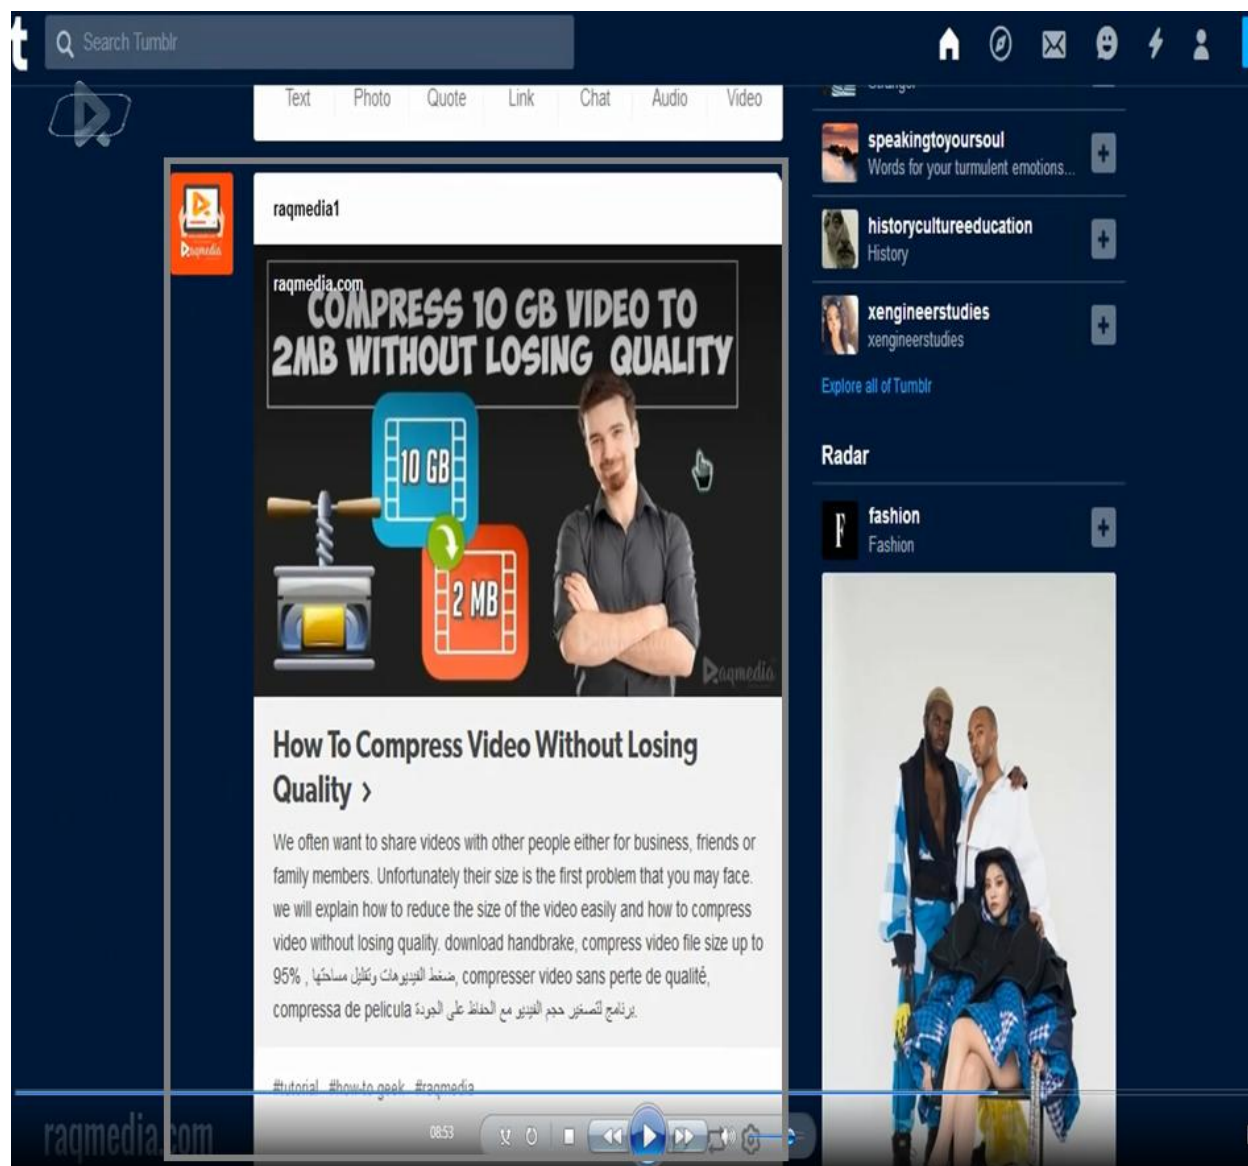 t
Search Tumblr
Text Photo Quote Link Chat Audio Video
raqmedia1
Raqmedia
raqmedia.com
COMPRESS 10 GB VIDEO TO
2MB WITHOUT LOSING QUALITY
10 GB
2 MB
Raqmedia
How To Compress Video Without Losing
Quality >
We often want to share videos with other people either for business, friends or
family members. Unfortunately their size is the first problem that you may face.
we will explain how to reduce the size of the video easily and how to compress
video without losing quality. download handbrake, compress video file size up to
95% , ضغط الفيديوهات وتقليل مساحتها, compresser video sans perte de qualité,
compressa de pelicula برنامج لتصغير حجم الفيديو مع الحفاظ على الجودة.
#tutorial #how-to geek #raqmedia
08:53
raqmedia.com
speakingtoyoursoul
Words for your turmulent emotions...
historycultureeducation
History
xengineerstudies
xengineerstudies
Explore all of Tumblr
Radar
F
fashion
Fashion